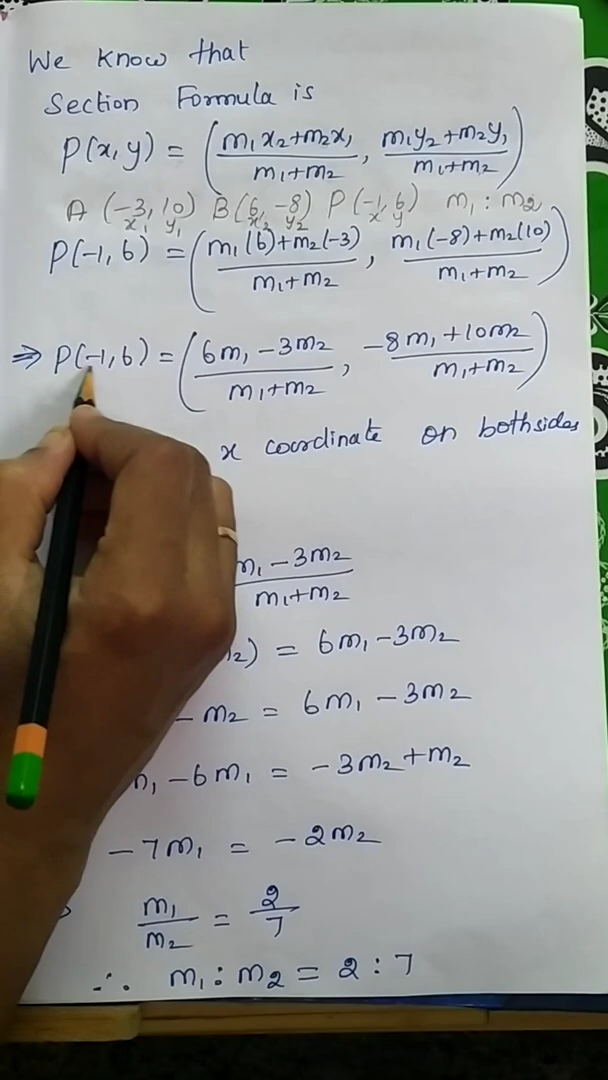 We know that
Section Formula is
P(x, y) = ( (m₁x₂+m₂x₁)/(m₁+m₂) , (m₁y₂+m₂y₁)/(m₁+m₂) )
A (-3, 10) B(6, -8) P(-1, 6) m₁ : m₂
x₁ y₁ x₂ y₂ x y
P(-1, 6) = ( (m₁(6)+m₂(-3))/(m₁+m₂) , (m₁(-8)+m₂(10))/(m₁+m₂) )
⇒ P(-1, 6) = ( (6m₁ -3m₂)/(m₁+m₂) , (-8m₁+10m₂)/(m₁+m₂) )
x coordinate on bothsides
m₁ -3m₂ / m₁+m₂
₂) = 6m₁ -3m₂
- m₂ = 6m₁ -3m₂
m₁ -6m₁ = -3m₂+m₂
-7m₁ = -2m₂
m₁/m₂ = 2/7
∴ m₁ : m₂ = 2 : 7